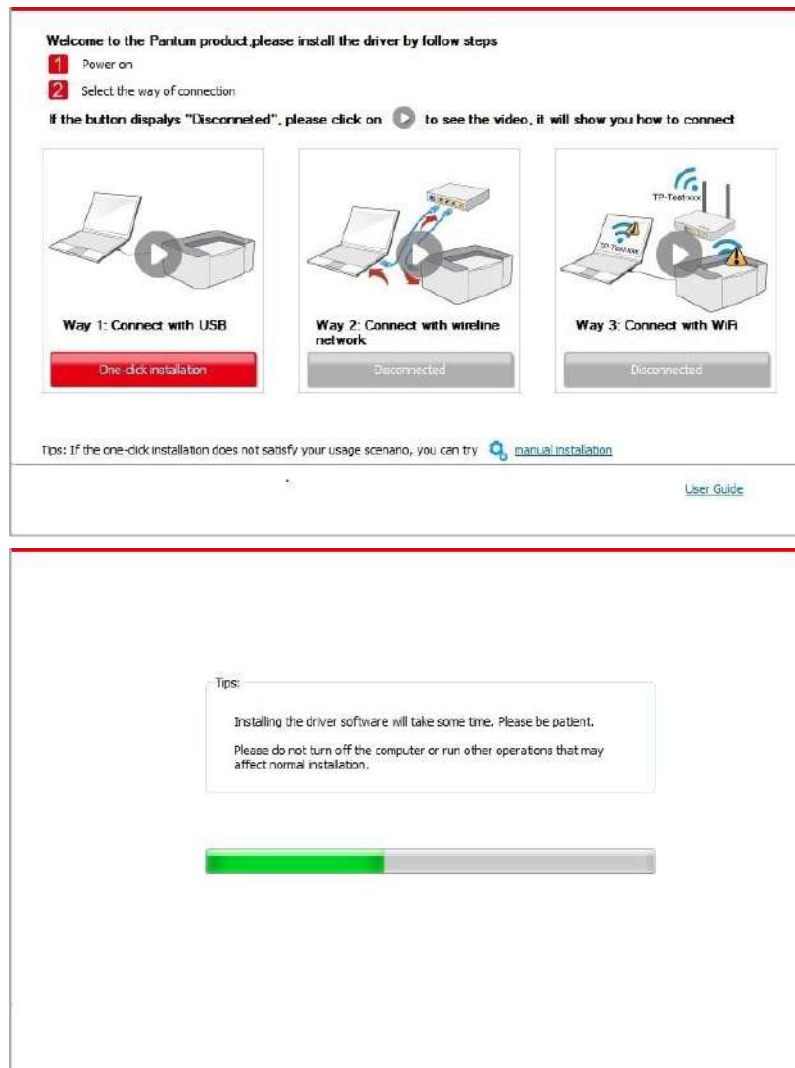 Welcome to the Pantum product,please install the driver by follow steps
1 Power on
2 Select the way of connection
If the button dispalys "Disconneted", please click on to see the video, it will show you how to connect
TP-Test-xxx
TP-Test-xxx
Way 1: Connect with USB
Way 2: Connect with wireline
network
Way 3: Connect with WiFi
One-click installation
Disconnected
Disconnected
Tips: If the one-click installation does not satisfy your usage scenario, you can try manual installation
User Guide
Tips:
Installing the driver software will take some time. Please be patient.
Please do not turn off the computer or run other operations that may
affect normal installation.